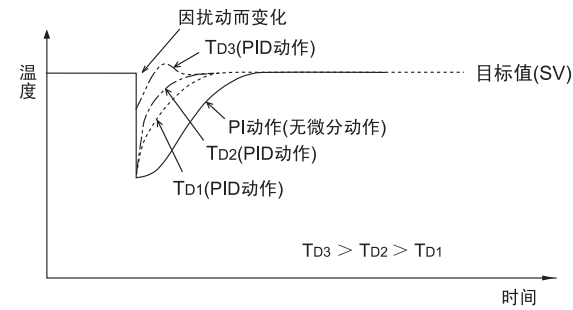 因扰动而变化
TD3(PID动作)
温度
目标值(SV)
PI动作(无微分动作)
TD2(PID动作)
TD1(PID动作)
TD3 > TD2 > TD1
时间